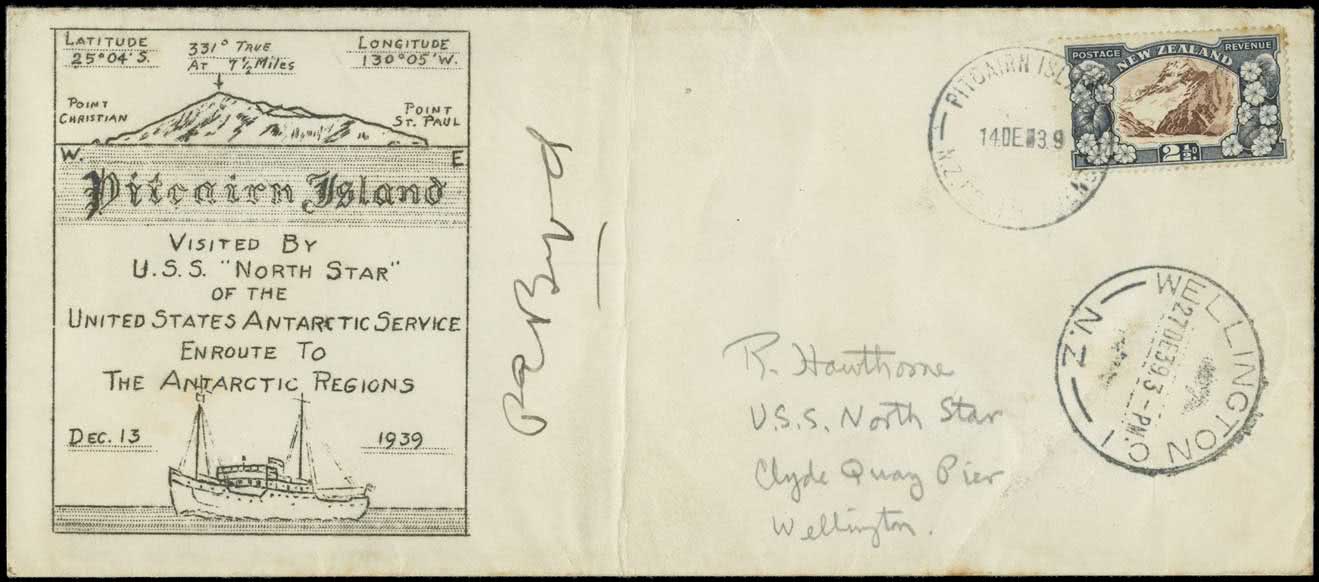 LATITUDE
25°04'S.
331° TRUE
AT 7½ MILES
LONGITUDE
130°05'W.
POINT
CHRISTIAN
POINT
ST. PAUL
W.
E
Pitcairn Island
VISITED BY
U.S.S. "NORTH STAR"
OF THE
UNITED STATES ANTARCTIC SERVICE
ENROUTE TO
THE ANTARCTIC REGIONS
DEC. 13
1939
R E Byrd
POSTAGE
NEW ZEALAND
REVENUE
2½D
PITCAIRN ISL
14 DE 39
N.Z.
R. Hawthorne
U.S.S. North Star
Clyde Quay Pier
Wellington.
WELLINGTON C.1
27 DE 39 3 - PM.
N.Z.